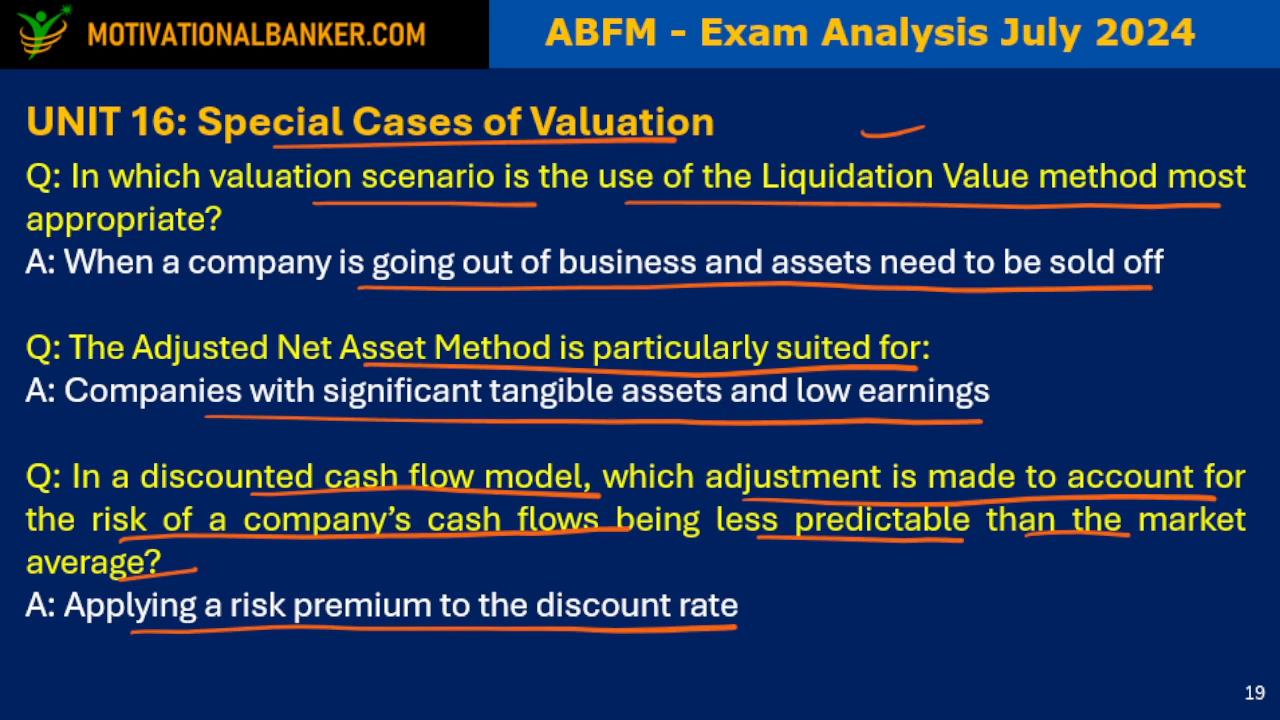 MOTIVATIONALBANKER.COM
ABFM - Exam Analysis July 2024
UNIT 16: Special Cases of Valuation
Q: In which valuation scenario is the use of the Liquidation Value method most
appropriate?
A: When a company is going out of business and assets need to be sold off
Q: The Adjusted Net Asset Method is particularly suited for:
A: Companies with significant tangible assets and low earnings
Q: In a discounted cash flow model, which adjustment is made to account for
the risk of a company’s cash flows being less predictable than the market
average?
A: Applying a risk premium to the discount rate
19